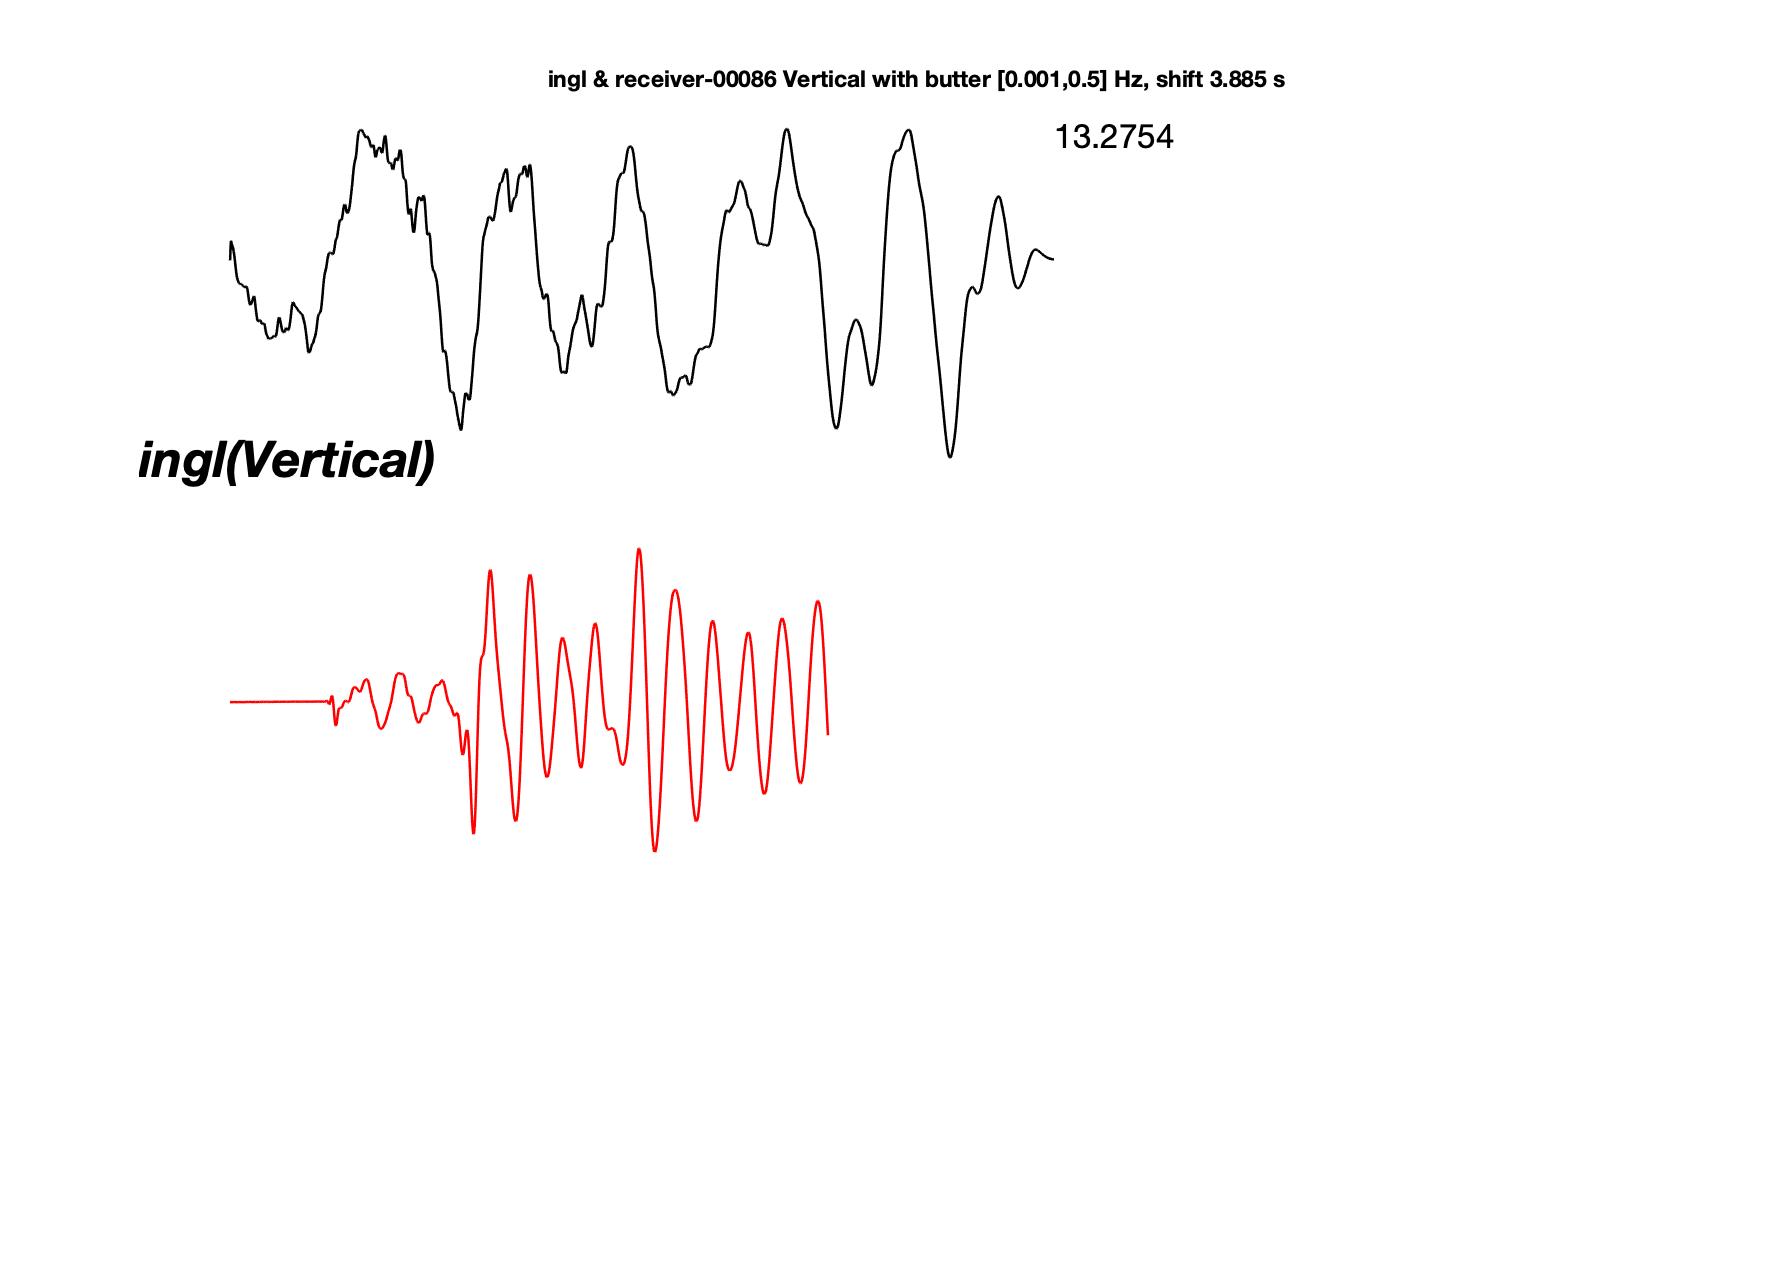 ingl & receiver-00086 Vertical with butter [0.001,0.5] Hz, shift 3.885 s
13.2754
ingl(Vertical)